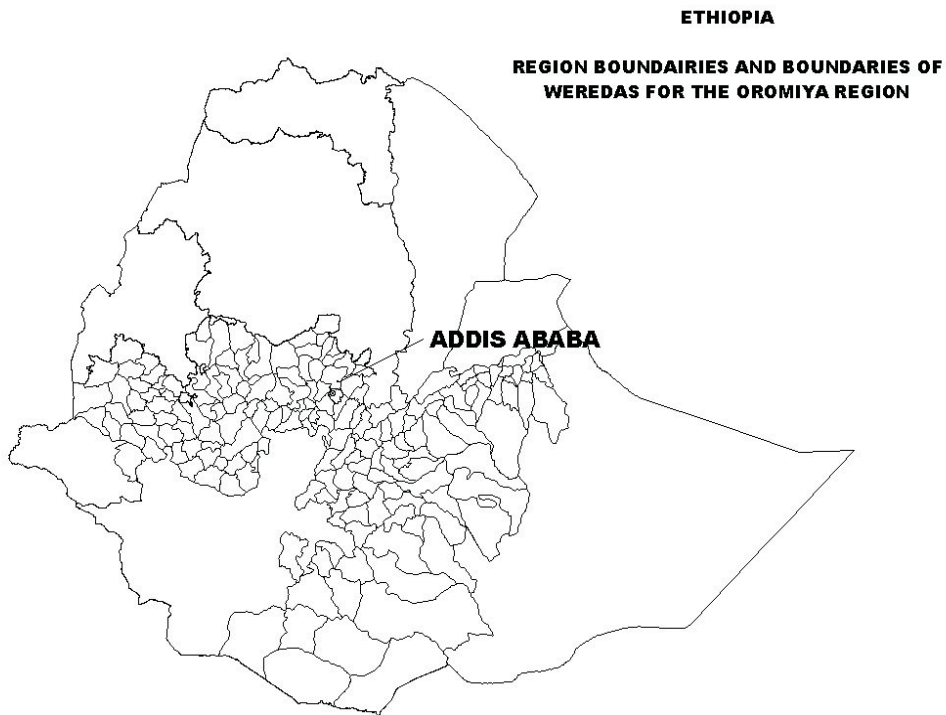 ETHIOPIA
REGION BOUNDAIRIES AND BOUNDARIES OF
WEREDAS FOR THE OROMIYA REGION
ADDIS ABABA